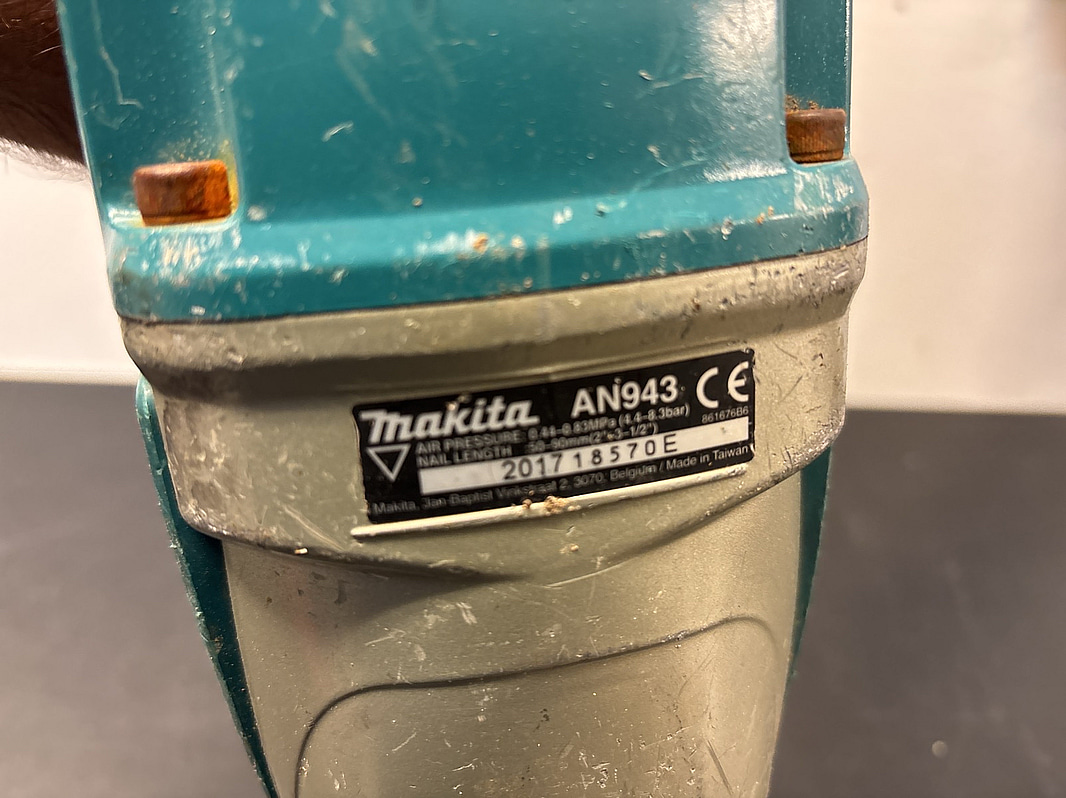 makita AN943 CE
AIR PRESSURE: 0.44–0.83MPa (4.4–8.3bar)
NAIL LENGTH :50–90mm(2"×3–1/2") 861676B6
2017 18570E
Makita, Jan-Baptist Vinkstraat 2, 3070, Belgium / Made in Taiwan